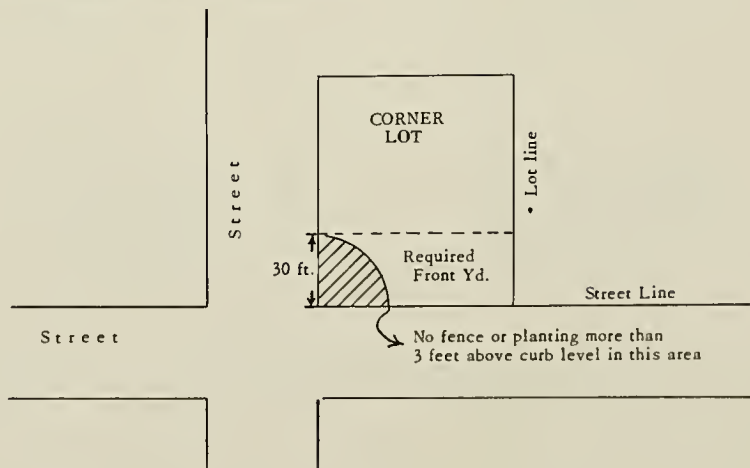 CORNER
LOT
Street
Lot line
30 ft.
Required
Front Yd.
Street Line
Street
No fence or planting more than
3 feet above curb level in this area